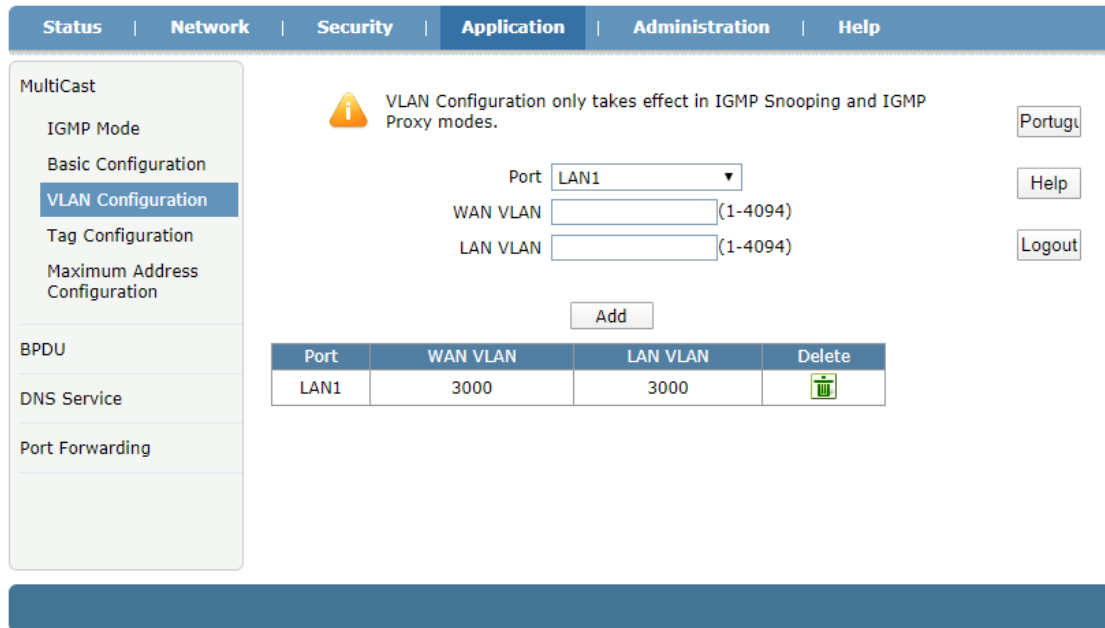 Status | Network | Security | Application | Administration | Help
MultiCast
IGMP Mode
Basic Configuration
VLAN Configuration
Tag Configuration
Maximum Address
Configuration
BPDU
DNS Service
Port Forwarding
VLAN Configuration only takes effect in IGMP Snooping and IGMP
Proxy modes.
Port LAN1
WAN VLAN (1-4094)
LAN VLAN (1-4094)
Add
Port WAN VLAN LAN VLAN Delete
LAN1 3000 3000
Portugu
Help
Logout